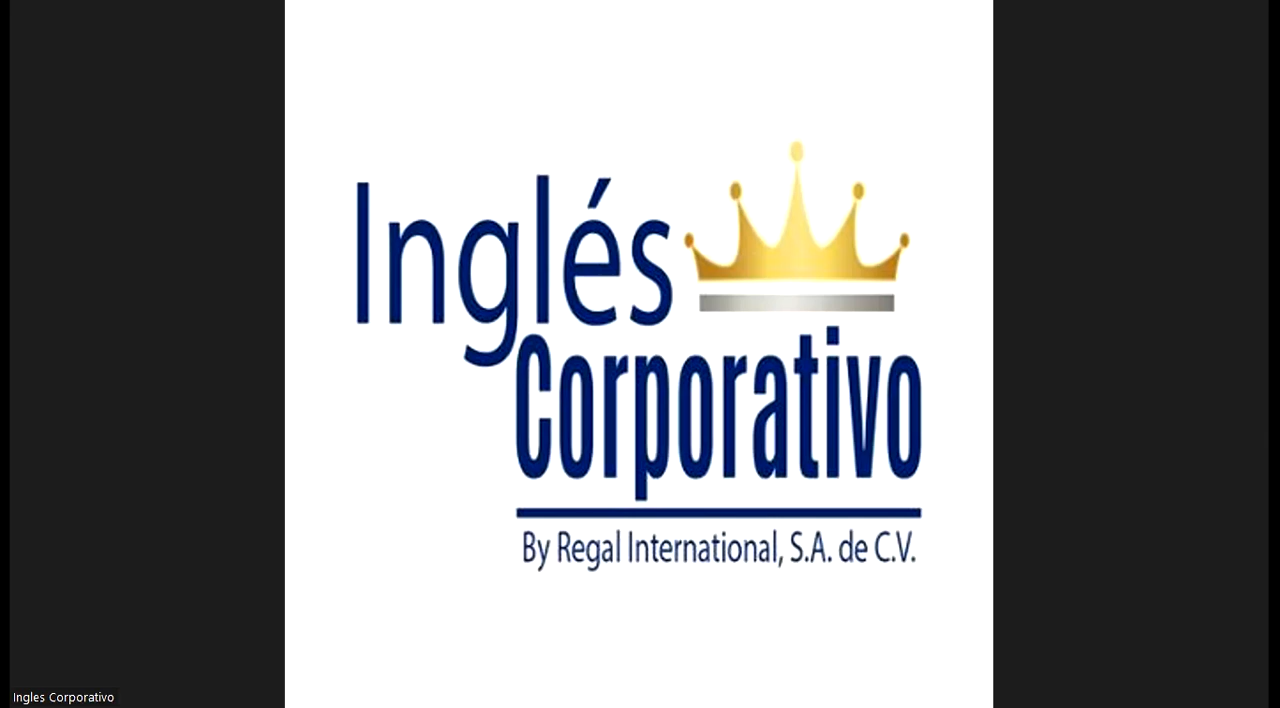 Inglés
Corporativo
By Regal International, S.A. de C.V.
Ingles Corporativo